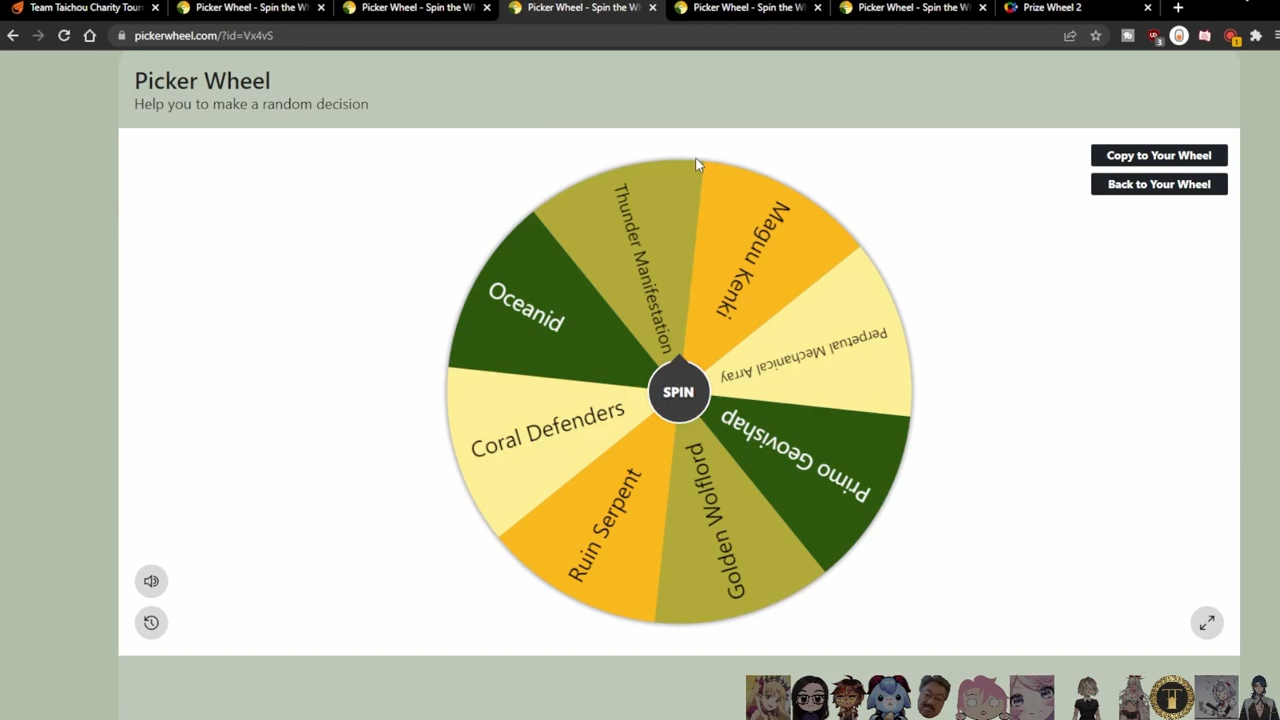 Team Taichou Charity Tour
Picker Wheel - Spin the W
Picker Wheel - Spin the W
Picker Wheel - Spin the W
Picker Wheel - Spin the W
Picker Wheel - Spin the W
Prize Wheel 2
pickerwheel.com/?id=Vx4vS
3
1
Picker Wheel
Help you to make a random decision
Copy to Your Wheel
Back to Your Wheel
Thunder Manifestation
Maguu Kenki
Perpetual Mechanical Array
Primo Geovishap
Golden Wolflord
Ruin Serpent
Coral Defenders
Oceanid
SPIN